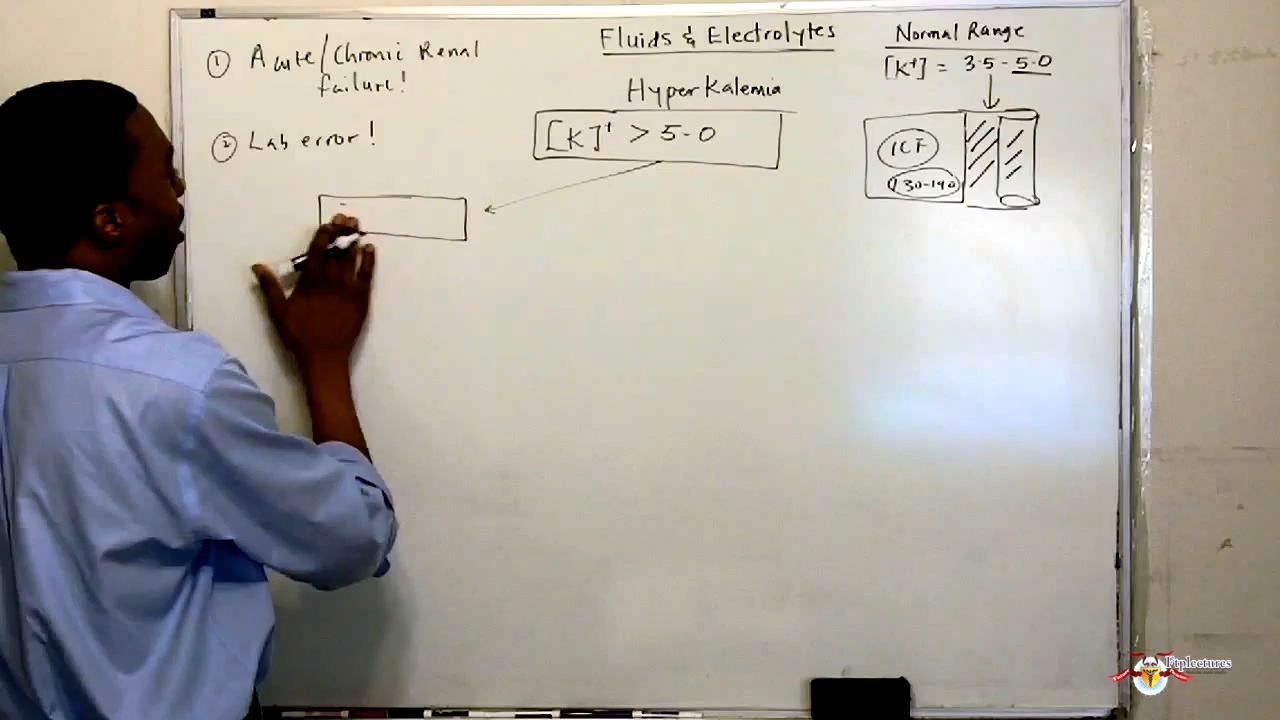 Fluids & Electrolytes
Normal Range
[K+] = 3.5 - 5.0
① Acute/Chronic Renal
failure!
HyperKalemia
[K]+ > 5.0
② Lab error!
ICF
130-140
Ftplectures